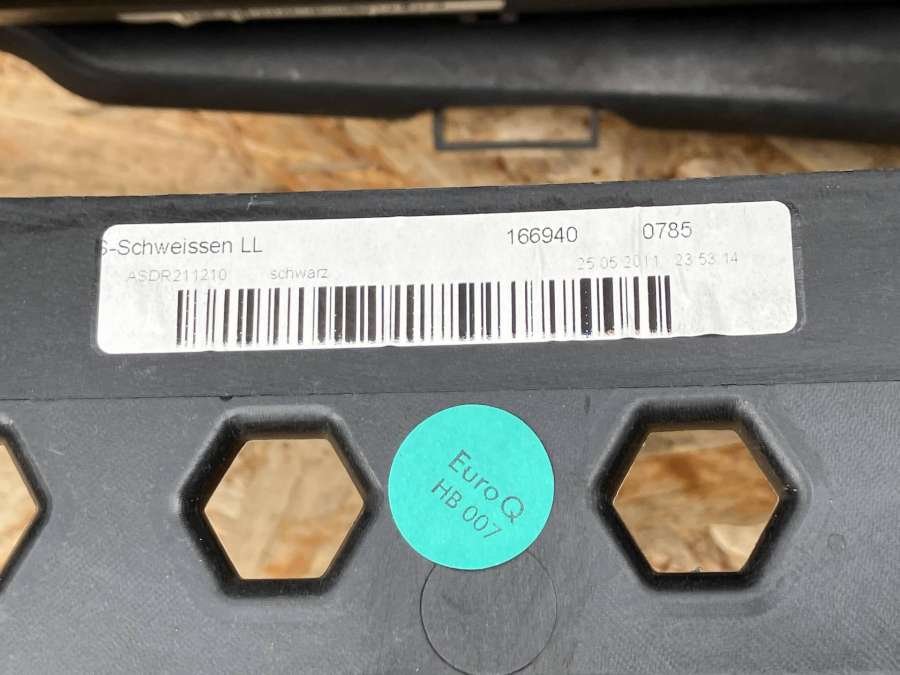 S-Schweissen LL 166940 0785
ASDR211210 schwarz 25.05.2011 23:53:14
Euro Q
HB 007